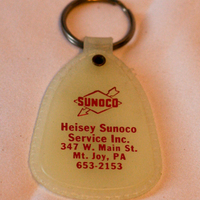 SUNOCO
Heisey Sunoco
Service Inc.
347 W. Main St.
Mt. Joy, PA
653-2153